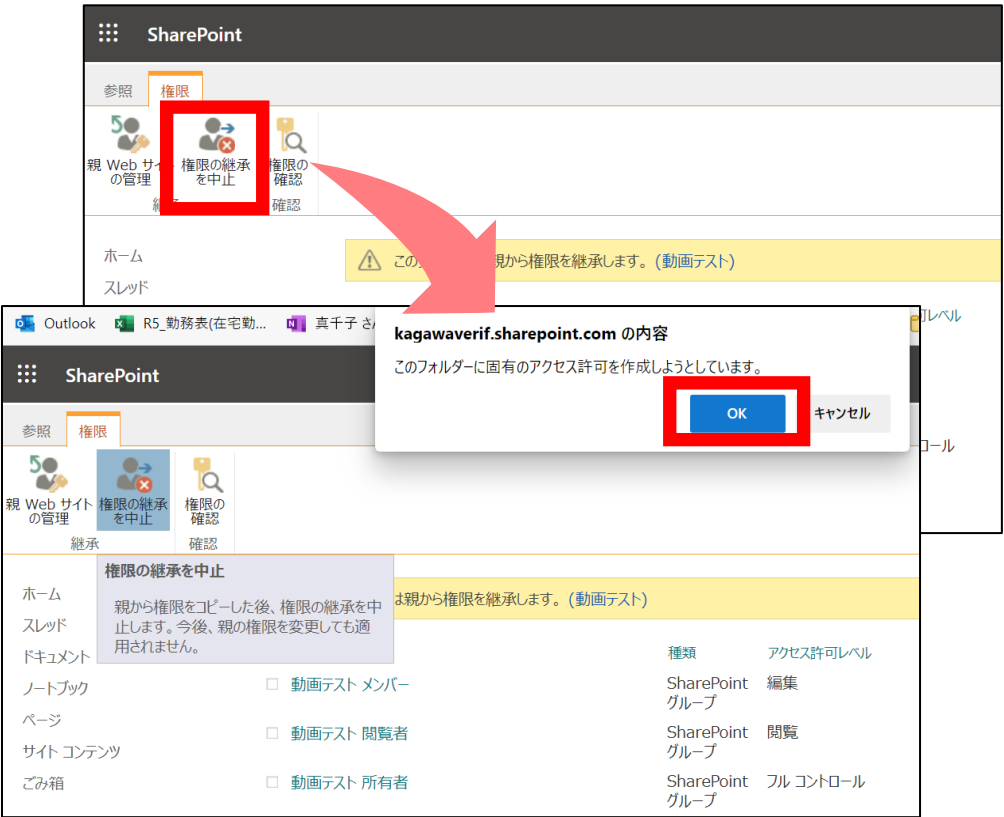 SharePoint
参照 権限
親 Web サイ
の管理
権限の継承
を中止
権限の
確認
確認
ホーム
スレッド
親から権限を継承します。(動画テスト)
Outlook R5_勤務表(在宅勤... 真千子 さ
kagawaverif.sharepoint.com の内容
このフォルダーに固有のアクセス許可を作成しようとしています。
OK キャンセル
可レベル
ロール
SharePoint
参照 権限
親 Web サイト
の管理
権限の継承
を中止
権限の
確認
継承 確認
権限の継承を中止
親から権限をコピーした後、権限の継承を中
止します。今後、親の権限を変更しても適
用されません。
は親から権限を継承します。(動画テスト)
ホーム
スレッド
ドキュメント
ノートブック
ページ
サイト コンテンツ
ごみ箱
種類 アクセス許可レベル
動画テスト メンバー SharePoint 編集
グループ
動画テスト 閲覧者 SharePoint 閲覧
グループ
動画テスト 所有者 SharePoint フル コントロール
グループ